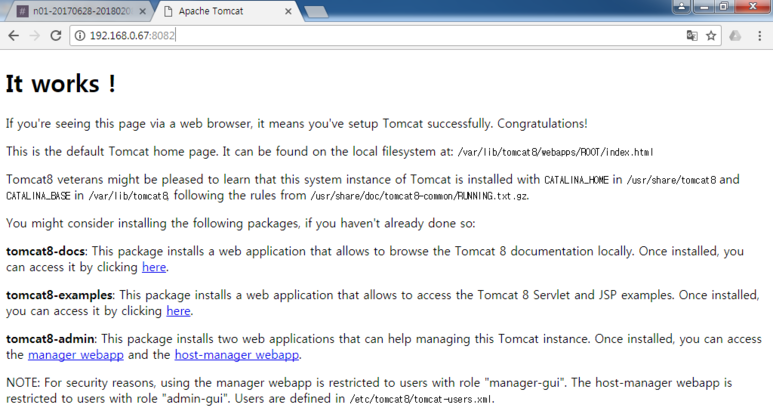 n01-20170628-2018020
Apache Tomcat
192.168.0.67:8082
It works !
If you're seeing this page via a web browser, it means you've setup Tomcat successfully. Congratulations!
This is the default Tomcat home page. It can be found on the local filesystem at: /var/lib/tomcat8/webapps/ROOT/index.html
Tomcat8 veterans might be pleased to learn that this system instance of Tomcat is installed with CATALINA_HOME in /usr/share/tomcat8 and
CATALINA_BASE in /var/lib/tomcat8, following the rules from /usr/share/doc/tomcat8-common/RUNNING.txt.gz.
You might consider installing the following packages, if you haven't already done so:
tomcat8-docs: This package installs a web application that allows to browse the Tomcat 8 documentation locally. Once installed, you
can access it by clicking here.
tomcat8-examples: This package installs a web application that allows to access the Tomcat 8 Servlet and JSP examples. Once installed,
you can access it by clicking here.
tomcat8-admin: This package installs two web applications that can help managing this Tomcat instance. Once installed, you can access
the manager webapp and the host-manager webapp.
NOTE: For security reasons, using the manager webapp is restricted to users with role "manager-gui". The host-manager webapp is
restricted to users with role "admin-gui". Users are defined in /etc/tomcat8/tomcat-users.xml.